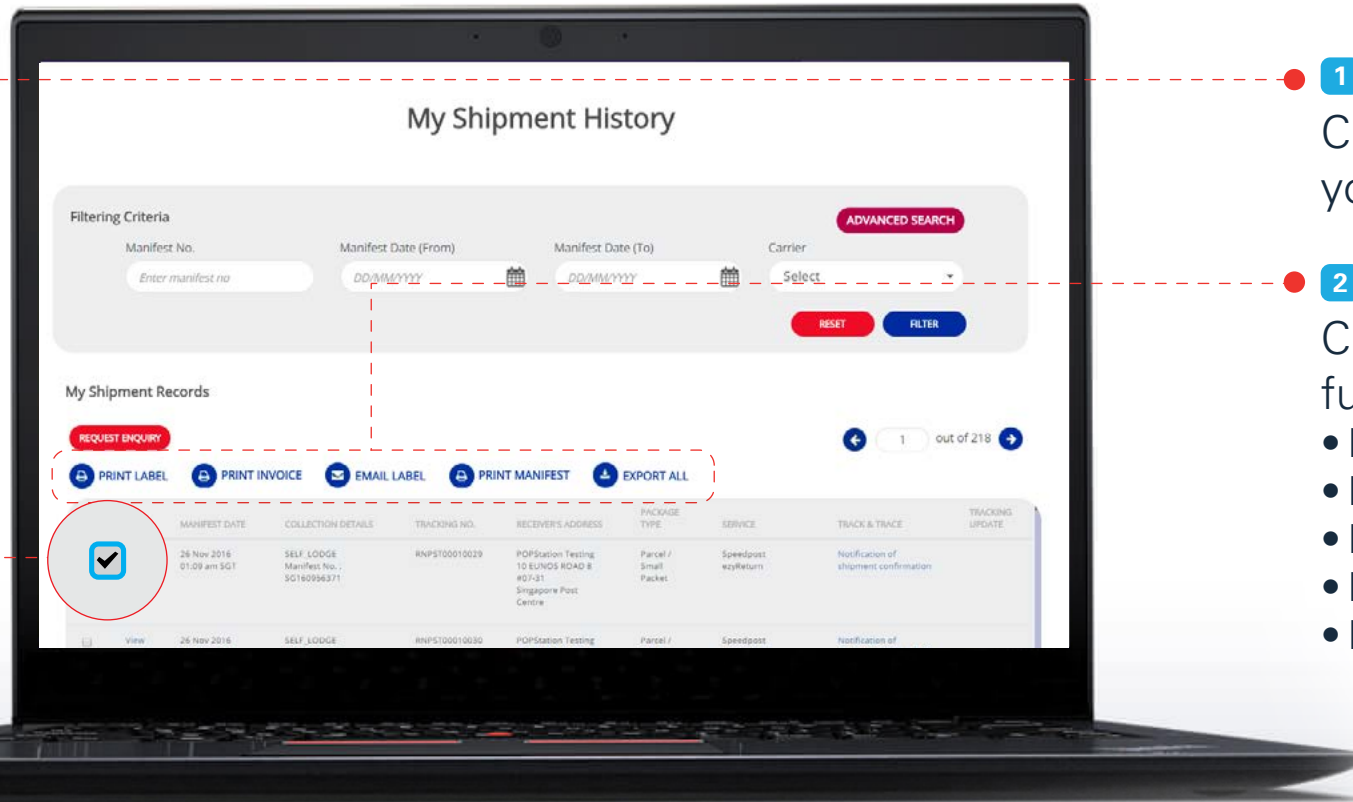 My Shipment History
Filtering Criteria
ADVANCED SEARCH
Manifest No. Manifest Date (From) Manifest Date (To) Carrier
Enter manifest no DD/MM/YYYY DD/MM/YYYY Select
RESET FILTER
My Shipment Records
REQUEST ENQUIRY
1 out of 218
PRINT LABEL PRINT INVOICE EMAIL LABEL PRINT MANIFEST EXPORT ALL
MANIFEST DATE COLLECTION DETAILS TRACKING NO. RECEIVER'S ADDRESS PACKAGE TYPE SERVICE TRACK & TRACE TRACKING UPDATE
26 Nov 2016 SELF_LODGE RNPST00010029 POPStation Testing Parcel / Speedpost Notification of
01.09 am SGT Manifest No. : 10 EUNOS ROAD 8 Small ezyReturn shipment confirmation
SG160956371 #07-31 Packet
Singapore Post
Centre
View 26 Nov 2016 SELF_LODGE RNPST00010030 POPStation Testing Parcel / Speedpost Notification of
1
2